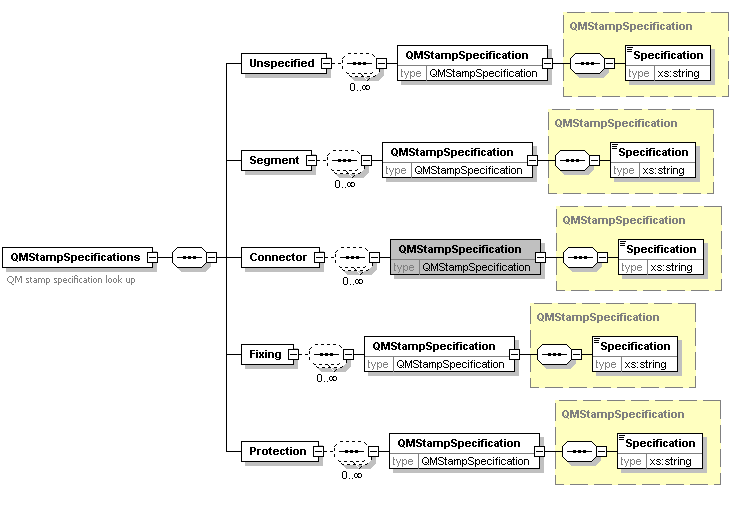 QMStampSpecification
Unspecified
QMStampSpecification
type QMStampSpecification
Specification
type xs:string
0..∞
QMStampSpecification
Segment
QMStampSpecification
type QMStampSpecification
Specification
type xs:string
0..∞
QMStampSpecifications
QM stamp specification look up
QMStampSpecification
Connector
QMStampSpecification
type QMStampSpecification
Specification
type xs:string
0..∞
QMStampSpecification
Fixing
QMStampSpecification
type QMStampSpecification
Specification
type xs:string
0..∞
QMStampSpecification
Protection
QMStampSpecification
type QMStampSpecification
Specification
type xs:string
0..∞